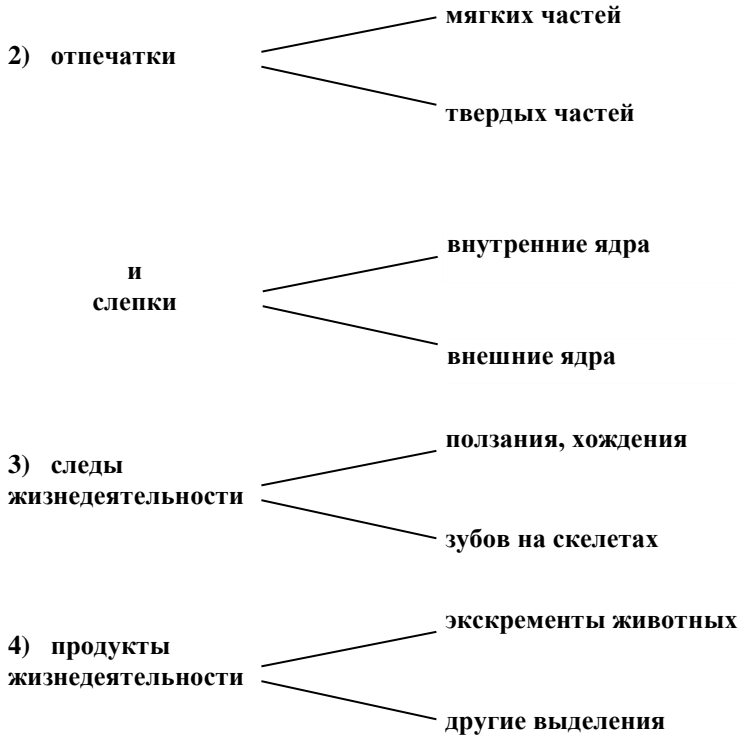 мягких частей
2) отпечатки
твердых частей
внутренние ядра
и
слепки
внешние ядра
ползания, хождения
3) следы
жизнедеятельности
зубов на скелетах
экскременты животных
4) продукты
жизнедеятельности
другие выделения